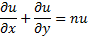 ∂u/∂x + ∂u/∂y = nu